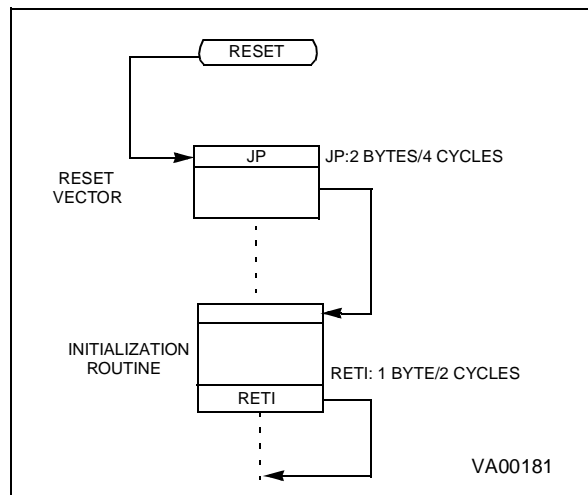 RESET
JP
JP:2 BYTES/4 CYCLES
RESET
VECTOR
INITIALIZATION
ROUTINE
RETI: 1 BYTE/2 CYCLES
RETI
VA00181